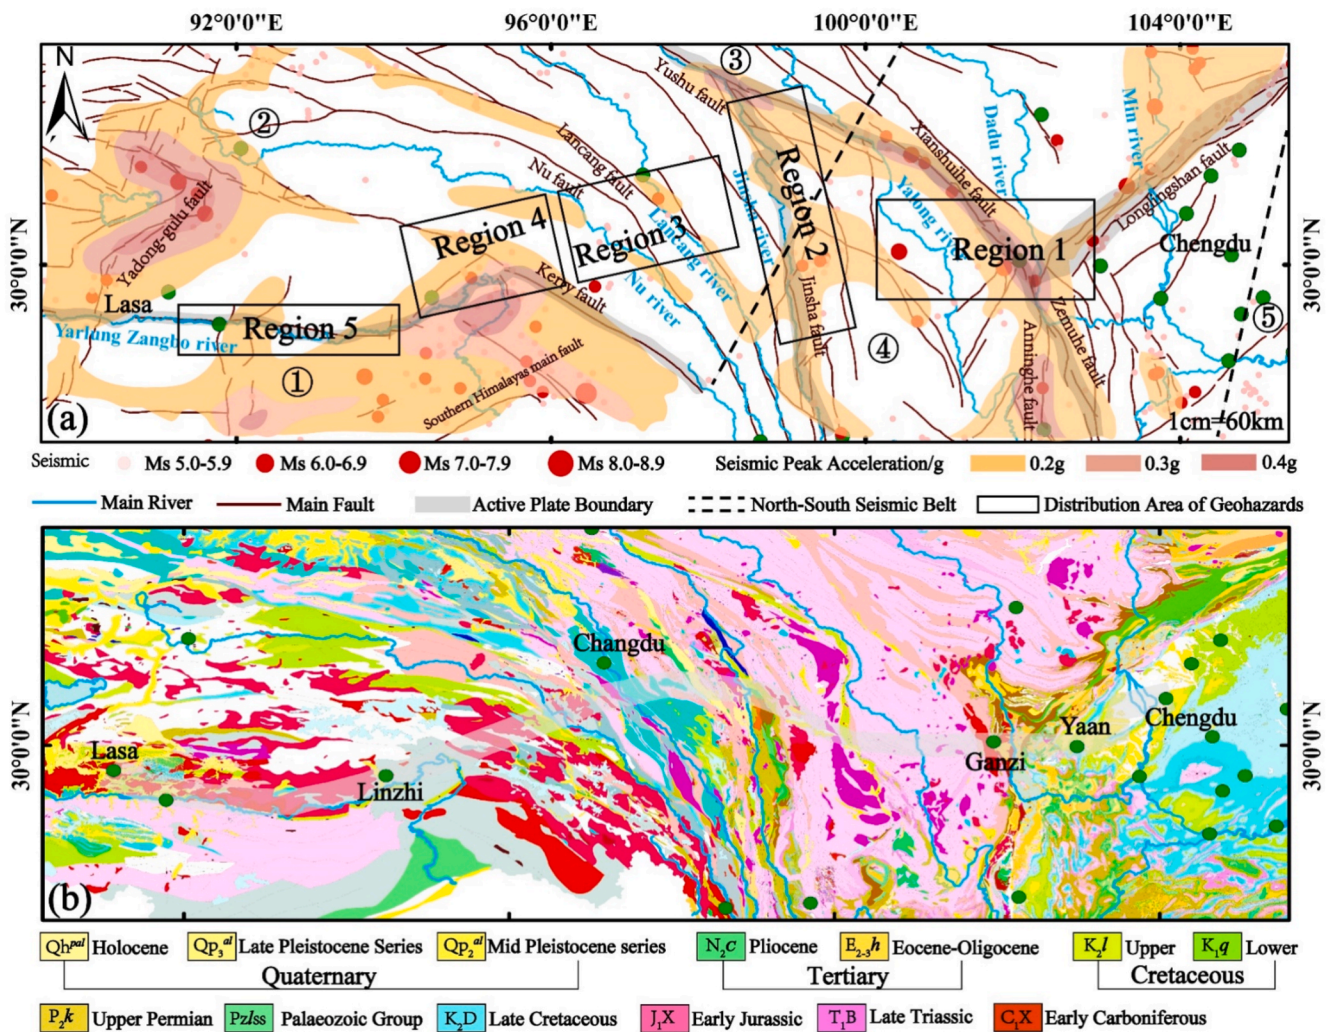 92°0'0"E 96°0'0"E 100°0'0"E 104°0'0"E
N
③
Yushu fault
②
Lancang fault
Nu fault
Xianshuihe fault
Dadu river
Min river
Longlingshan fault
Yadong-gulu fault
Region 4
Region 3
Jinsha river
Region 2
Yalong river
Region 1
Chengdu
30°0'0"N
30°0'0"N
Lasa
Lancang river
Nu river
Kerry fault
Jinsha fault
Zemuhe fault
Anninghe fault
⑤
Yarlung Zangbo river
Region 5
④
①
Southern Himalayas main fault
(a)
1cm=60km
Seismic Ms 5.0-5.9 Ms 6.0-6.9 Ms 7.0-7.9 Ms 8.0-8.9 Seismic Peak Acceleration/g 0.2g 0.3g 0.4g
Main River Main Fault Active Plate Boundary North-South Seismic Belt Distribution Area of Geohazards
Changdu
30°0'0"N
Lasa
Linzhi
Ganzi
Yaan
Chengdu
30°0'0"N
(b)
Qh^pal Holocene Qp₃^al Late Pleistocene Series Qp₂^al Mid Pleistocene series N₂c Pliocene E₂₋₃h Eocene-Oligocene K₂l Upper K₁q Lower
Quaternary Tertiary Cretaceous
P₂k Upper Permian Pzlss Palaeozoic Group K₂D Late Cretaceous J₁X Early Jurassic T₁B Late Triassic C₁X Early Carboniferous